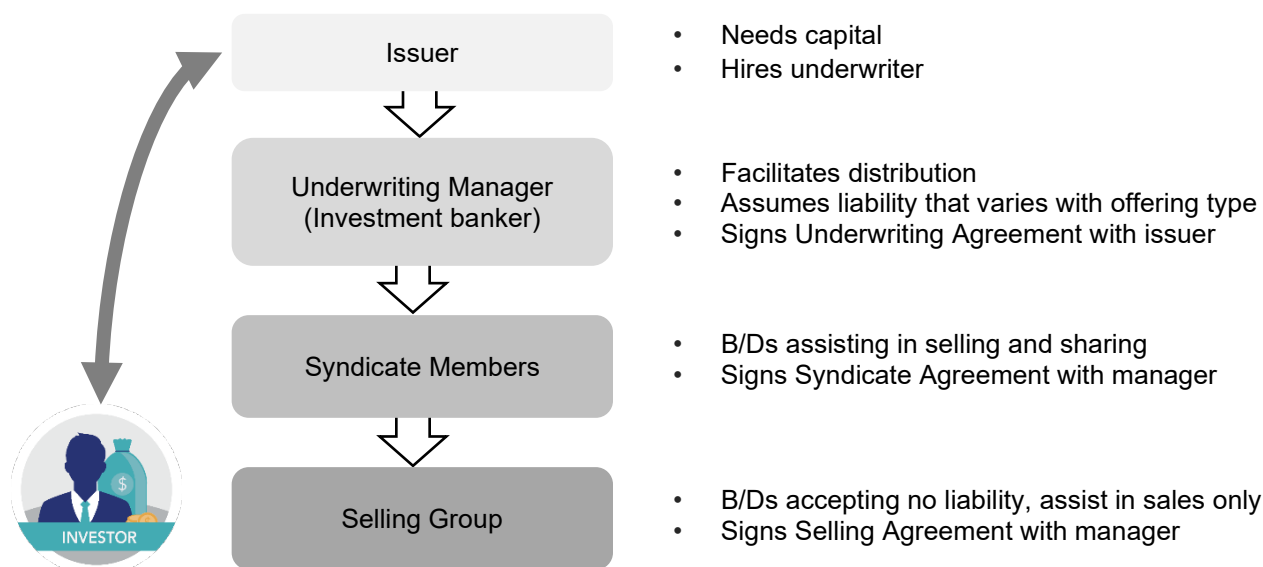 Issuer
• Needs capital
• Hires underwriter
Underwriting Manager
(Investment banker)
• Facilitates distribution
• Assumes liability that varies with offering type
• Signs Underwriting Agreement with issuer
Syndicate Members
• B/Ds assisting in selling and sharing
• Signs Syndicate Agreement with manager
Selling Group
• B/Ds accepting no liability, assist in sales only
• Signs Selling Agreement with manager
$
INVESTOR